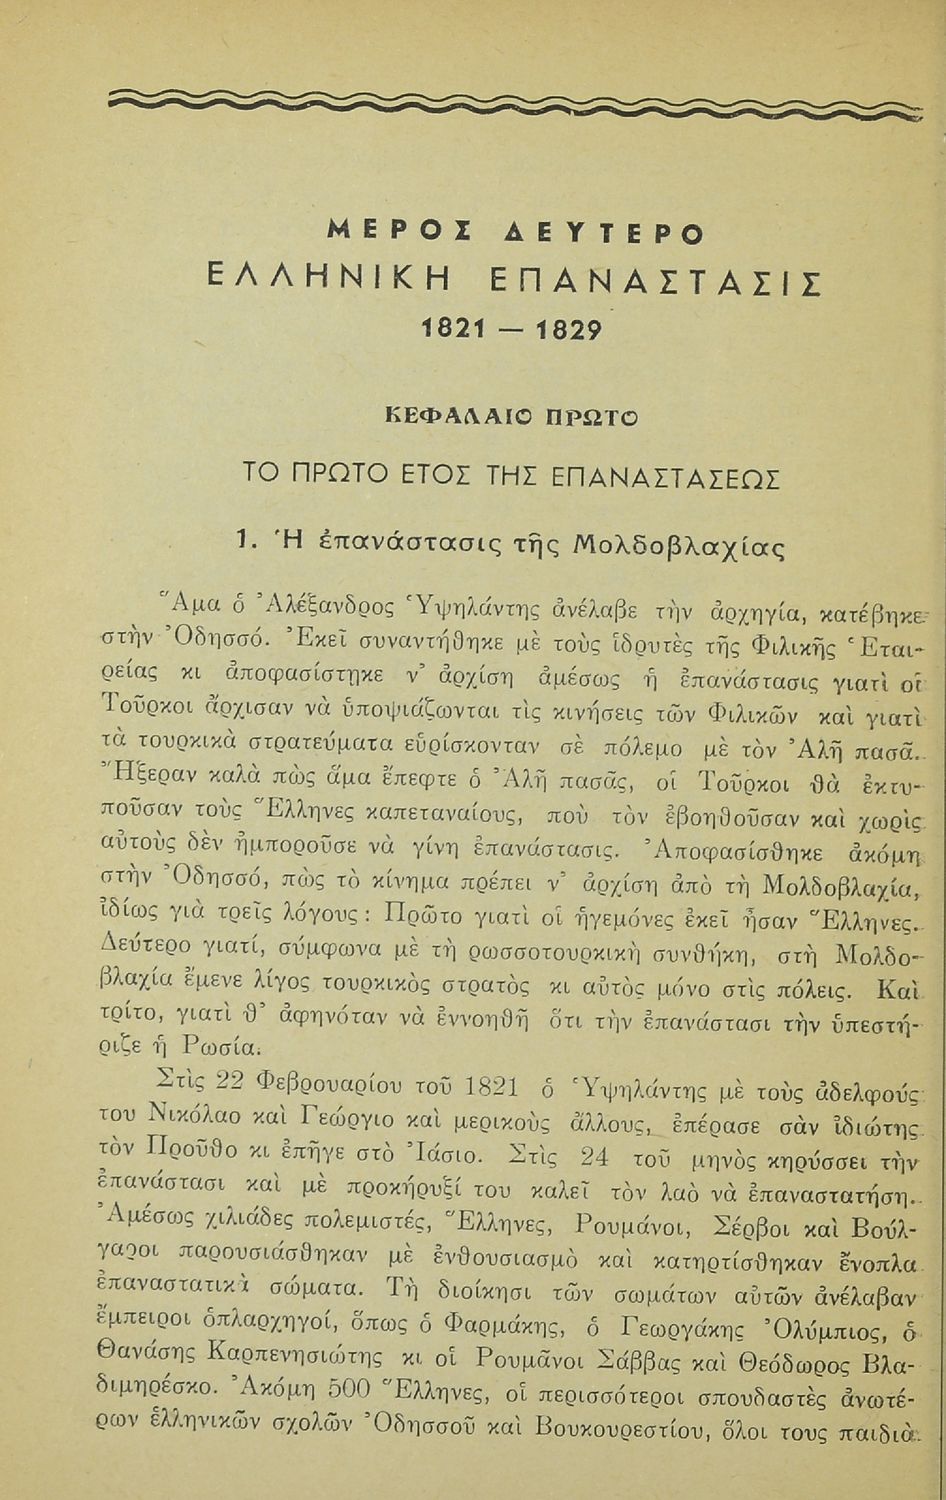 ΜΕΡΟΣ ΔΕΥΤΕΡΟ
ΕΛΛΗΝΙΚΗ ΕΠΑΝΑΣΤΑΣΙΣ
1821 — 1829
ΚΕΦΑΛΑΙΟ ΠΡΩΤΟ
ΤΟ ΠΡΩΤΟ ΕΤΟΣ ΤΗΣ ΕΠΑΝΑΣΤΑΣΕΩΣ
1. Ἡ ἐπανάστασις τῆς Μολδοβλαχίας
Ἅμα ὁ Ἀλέξανδρος Ὑψηλάντης ἀνέλαβε τὴν ἀρχηγία, κατέβηκε
στὴν Ὀδησσό. Ἐκεῖ συναντήθηκε μὲ τοὺς ἱδρυτὲς τῆς Φιλικῆς Ἑται-
ρείας κι ἀποφασίστηκε ν' ἀρχίση ἀμέσως ἡ ἐπανάστασις γιατὶ οἱ
Τοῦρκοι ἄρχισαν νὰ ὑποψιάζωνται τὶς κινήσεις τῶν Φιλικῶν καὶ γιατὶ
τὰ τουρκικὰ στρατεύματα εὑρίσκονταν σὲ πόλεμο μὲ τὸν Ἀλῆ πασᾶ.
Ἤξεραν καλὰ πὼς ἅμα ἔπεφτε ὁ Ἀλῆ πασᾶς, οἱ Τοῦρκοι θὰ ἐκτυ-
ποῦσαν τοὺς Ἕλληνες καπεταναίους, ποὺ τὸν ἐβοηθοῦσαν καὶ χωρὶς
αὐτοὺς δὲν ἠμποροῦσε νὰ γίνη ἐπανάστασις. Ἀποφασίσθηκε ἀκόμη
στὴν Ὀδησσό, πὼς τὸ κίνημα πρέπει ν' ἀρχίση ἀπὸ τὴ Μολδοβλαχία,
ἰδίως γιὰ τρεῖς λόγους: Πρῶτο γιατὶ οἱ ἡγεμόνες ἐκεῖ ἦσαν Ἕλληνες.
Δεύτερο γιατί, σύμφωνα μὲ τὴ ρωσσοτουρκικὴ συνθήκη, στὴ Μολδο-
βλαχία ἔμενε λίγος τουρκικὸς στρατὸς κι αὐτὸς μόνο στὶς πόλεις. Καὶ
τρίτο, γιατὶ θ' ἀφηνόταν νὰ ἐννοηθῆ ὅτι τὴν ἐπανάστασι τὴν ὑπεστή-
ριζε ἡ Ρωσία.
Στὶς 22 Φεβρουαρίου τοῦ 1821 ὁ Ὑψηλάντης μὲ τοὺς ἀδελφούς
του Νικόλαο καὶ Γεώργιο καὶ μερικοὺς ἄλλους, ἐπέρασε σὰν ἰδιώτης
τὸν Προῦθο κι ἐπῆγε στὸ Ἰάσιο. Στὶς 24 τοῦ μηνὸς κηρύσσει τὴν
ἐπανάστασι καὶ μὲ προκήρυξί του καλεῖ τὸν λαὸ νὰ ἐπαναστατήση.
Ἀμέσως χιλιάδες πολεμιστές, Ἕλληνες, Ρουμάνοι, Σέρβοι καὶ Βούλ-
γαροι παρουσιάσθηκαν μὲ ἐνθουσιασμὸ καὶ κατηρτίσθηκαν ἔνοπλα
ἐπαναστατικὰ σώματα. Τὴ διοίκησι τῶν σωμάτων αὐτῶν ἀνέλαβαν
ἔμπειροι ὁπλαρχηγοί, ὅπως ὁ Φαρμάκης, ὁ Γεωργάκης Ὀλύμπιος, ὁ
Θανάσης Καρπενησιώτης κι οἱ Ρουμᾶνοι Σάββας καὶ Θεόδωρος Βλα-
διμηρέσκο. Ἀκόμη 500 Ἕλληνες, οἱ περισσότεροι σπουδαστὲς ἀνωτέ-
ρων ἑλληνικῶν σχολῶν Ὀδησσοῦ καὶ Βουκουρεστίου, ὅλοι τους παιδιὰ